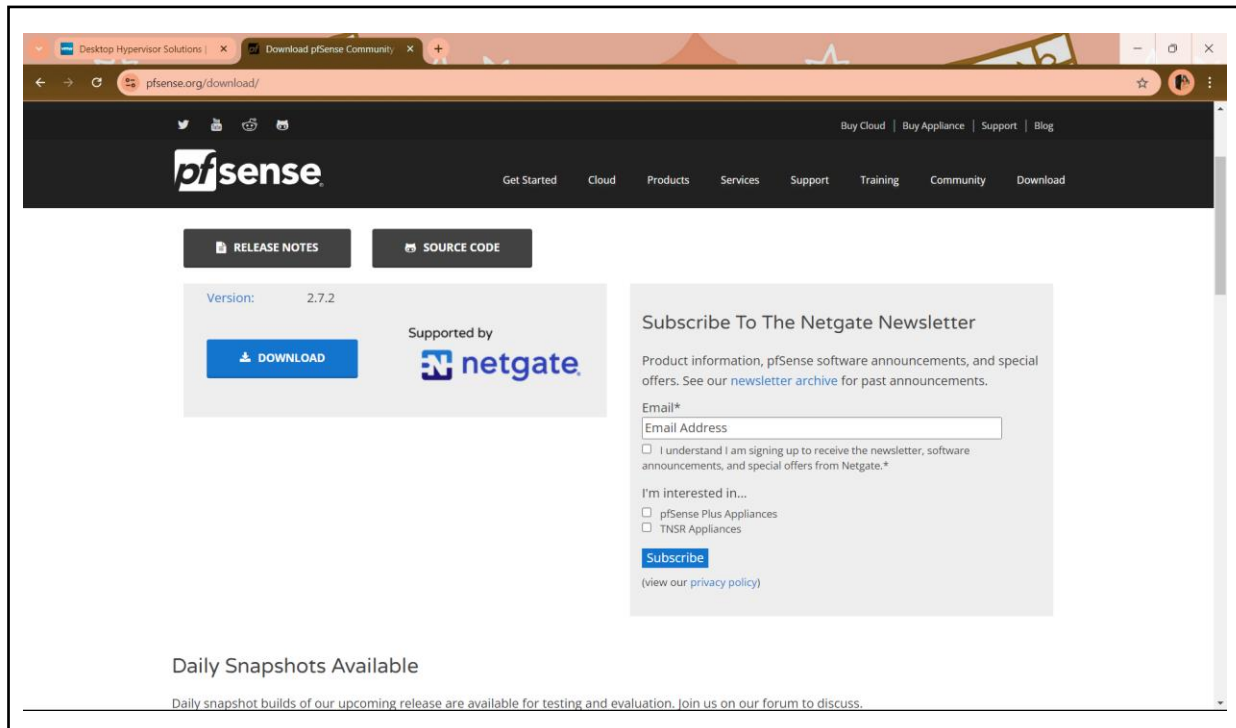 Desktop Hypervisor Solutions |
Download pfSense Community
pfsense.org/download/
Buy Cloud | Buy Appliance | Support | Blog
pfsense
Get Started Cloud Products Services Support Training Community Download
RELEASE NOTES
SOURCE CODE
Version: 2.7.2
DOWNLOAD
Supported by
netgate
Subscribe To The Netgate Newsletter
Product information, pfSense software announcements, and special
offers. See our newsletter archive for past announcements.
Email*
Email Address
I understand I am signing up to receive the newsletter, software
announcements, and special offers from Netgate.*
I'm interested in...
pfSense Plus Appliances
TNSR Appliances
Subscribe
(view our privacy policy)
Daily Snapshots Available
Daily snapshot builds of our upcoming release are available for testing and evaluation. Join us on our forum to discuss.